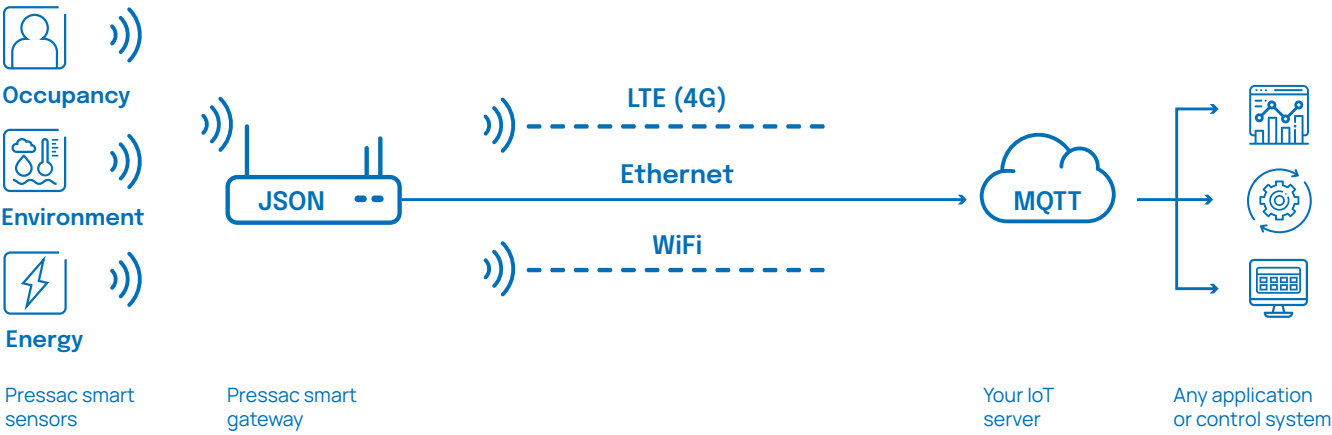 Occupancy
Environment
Energy
Pressac smart
sensors
JSON
Pressac smart
gateway
LTE (4G)
Ethernet
WiFi
MQTT
Your IoT
server
Any application
or control system